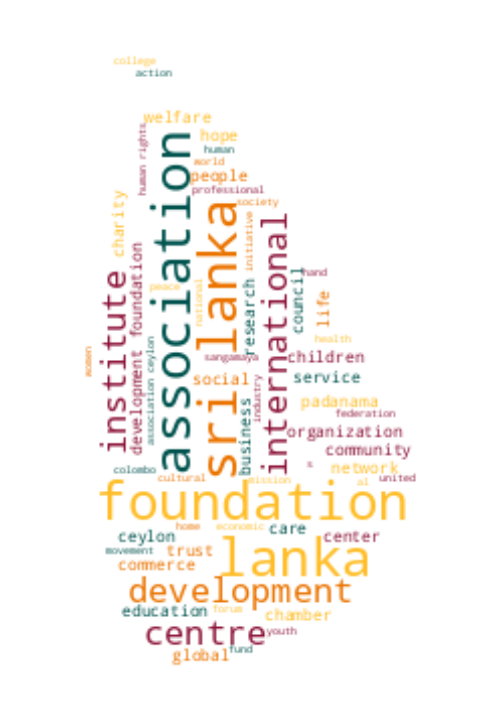 college
action
welfare
hope
human
human rights
world
people
professional
society
charity
association
sri lanka
initiative
international
development foundation
institute
peace
national
research
council
hand
life
health
women
association ceylon
sangamaya
children
social
service
industry
business
padanama
federation
organization
community
s
network
colombo
cultural
mission
al
united
foundation
home
economic
care
ceylon
center
movement
trust
lanka
commerce
development
education
forum
chamber
centre
youth
global
fund